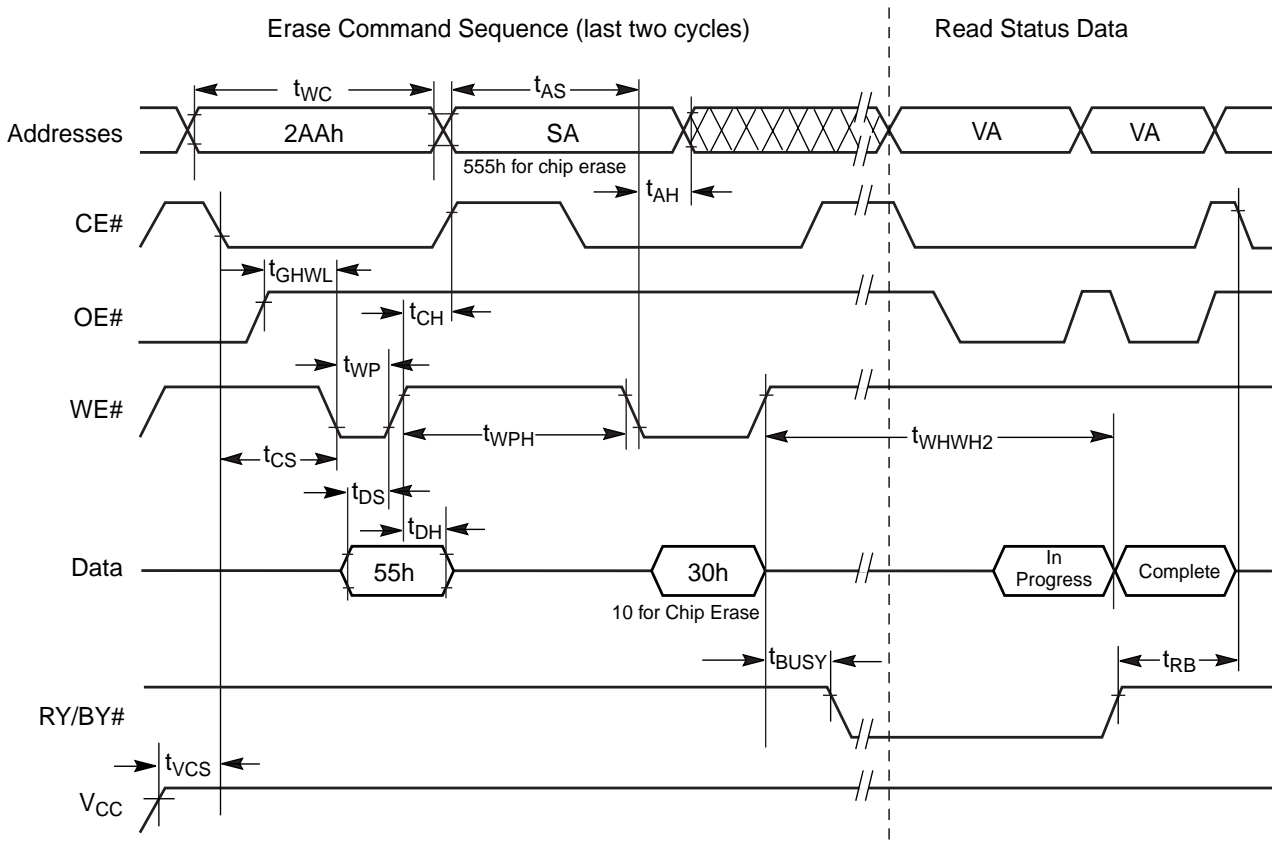 Erase Command Sequence (last two cycles)
Read Status Data
tWC
tAS
Addresses
2AAh
SA
VA
VA
555h for chip erase
tAH
CE#
tGHWL
OE#
tCH
tWP
WE#
tWPH
tWHWH2
tCS
tDS
tDH
Data
55h
30h
In
Progress
Complete
10 for Chip Erase
tBUSY
tRB
RY/BY#
tVCS
VCC